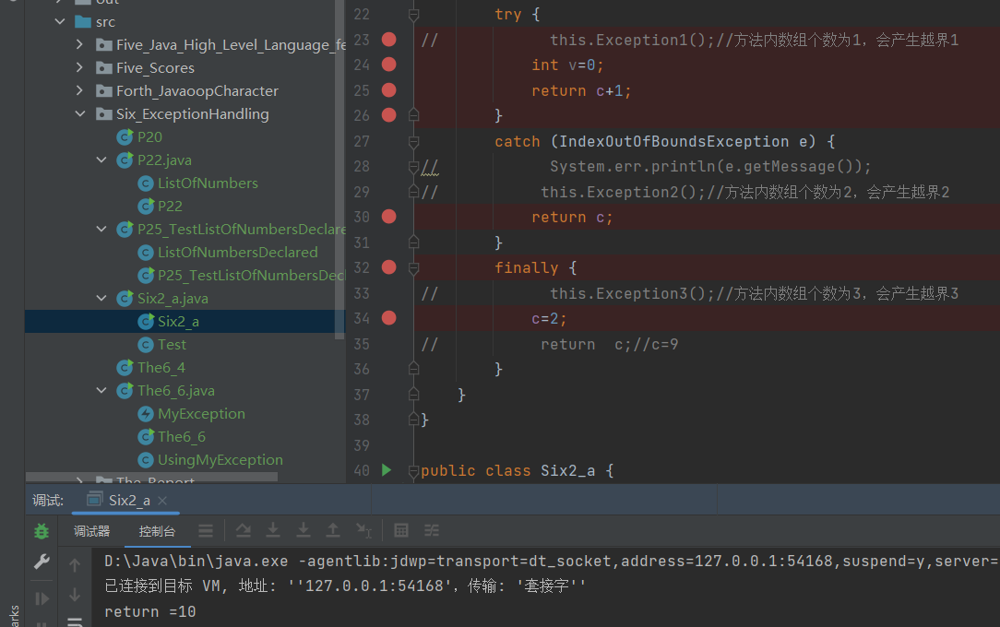 out
src
Five_Java_High_Level_Language_fe
Five_Scores
Forth_JavaoopCharacter
Six_ExceptionHandling
P20
P22.java
ListOfNumbers
P22
P25_TestListOfNumbersDeclare
ListOfNumbersDeclared
P25_TestListOfNumbersDecl
Six2_a.java
Six2_a
Test
The6_4
The6_6.java
MyException
The6_6
UsingMyException
The_Report
22 try {
23 // this.Exception1();//方法内数组个数为1，会产生越界1
24 int v=0;
25 return c+1;
26 }
27 catch (IndexOutOfBoundsException e) {
28 // System.err.println(e.getMessage());
29 // this.Exception2();//方法内数组个数为2，会产生越界2
30 return c;
31 }
32 finally {
33 // this.Exception3();//方法内数组个数为3，会产生越界3
34 c=2;
35 // return c;//c=9
36 }
37 }
38 }
39
40 public class Six2_a {
调试: Six2_a
调试器 控制台
D:\Java\bin\java.exe -agentlib:jdwp=transport=dt_socket,address=127.0.0.1:54168,suspend=y,server=
已连接到目标 VM, 地址: ''127.0.0.1:54168'，传输: '套接字''
return =10
arks